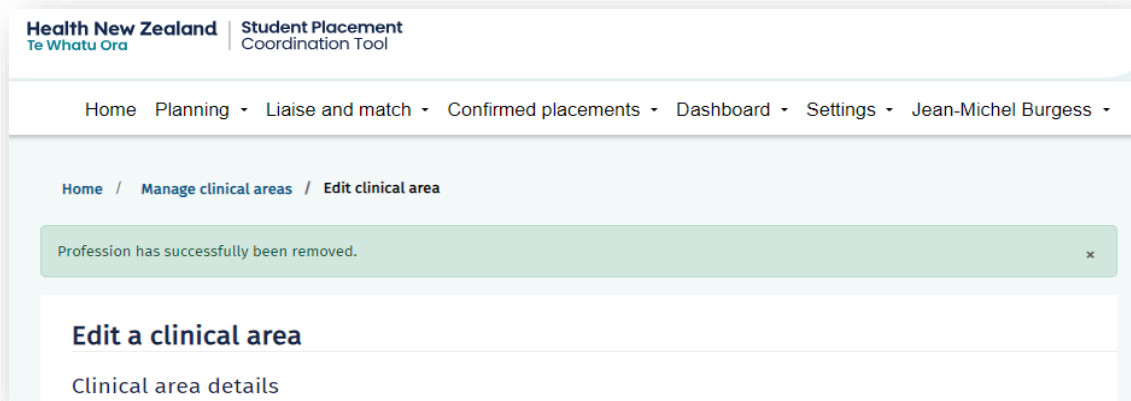 Health New Zealand
Te Whatu Ora
Student Placement
Coordination Tool
Home Planning Liaise and match Confirmed placements Dashboard Settings Jean-Michel Burgess
Home / Manage clinical areas / Edit clinical area
Profession has successfully been removed. ×
Edit a clinical area
Clinical area details